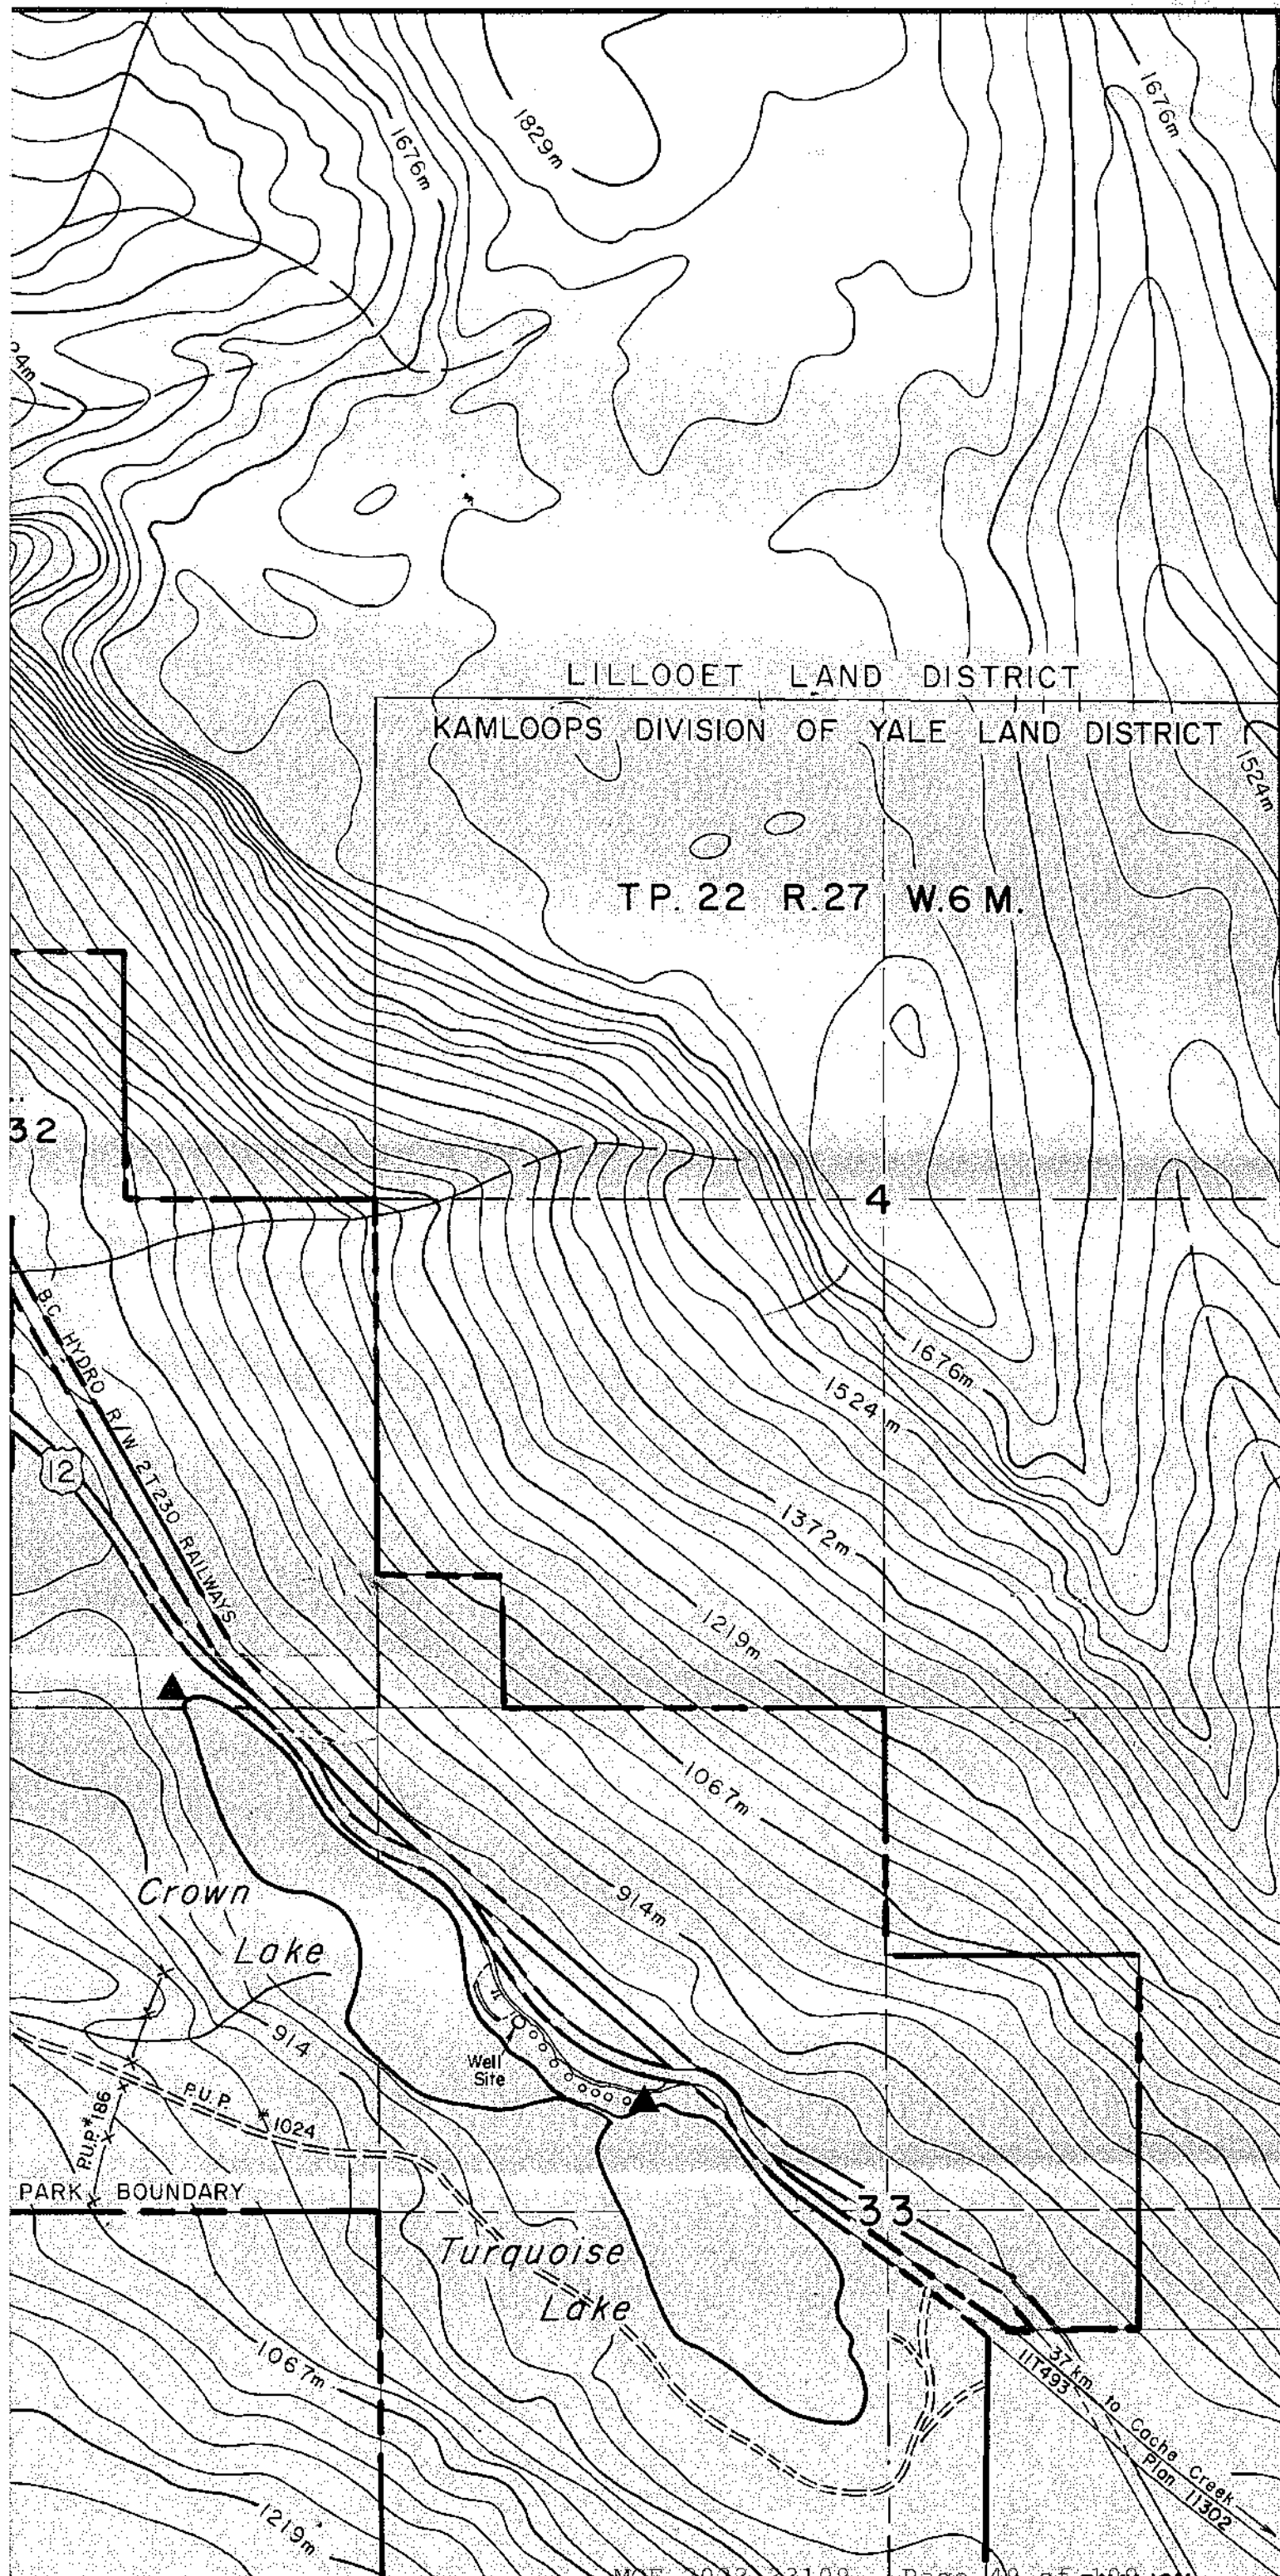 1676m
1829m
1676m
24m
LILLOOET LAND DISTRICT
KAMLOOPS DIVISION OF YALE LAND DISTRICT
1524m
TP. 22 R.27 W.6 M.
32
4
B.C. HYDRO R/W 2T230 RAILWAYS
1676m
1524m
12
1372m
1219m
1067m
Crown
Lake
914m
914
Well
Site
P.U.P.# 186
P.U.P. # 1024
PARK BOUNDARY
33
Turquoise
Lake
1067m
37 km to Cache Creek
11T493
Plan 11302
1219m